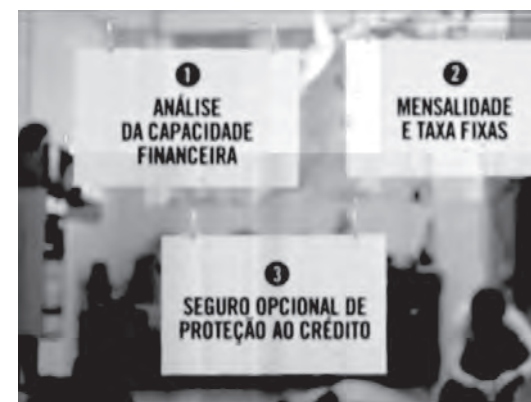 1
ANÁLISE
DA CAPACIDADE
FINANCEIRA
2
MENSALIDADE
E TAXA FIXAS
3
SEGURO OPCIONAL DE
PROTEÇÃO AO CRÉDITO